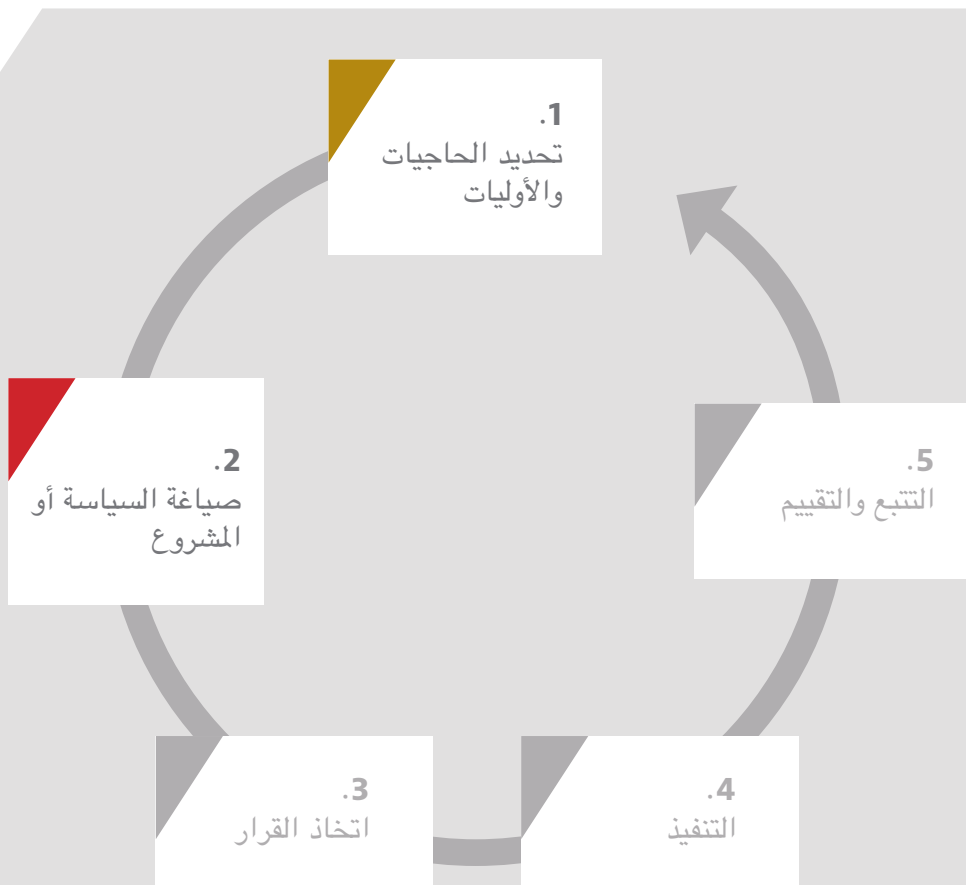 1.
تحديد الحاجيات
والأوليات
2.
صياغة السياسة أو
المشروع
3.
اتخاذ القرار
4.
التنفيذ
5.
التتبع والتقييم